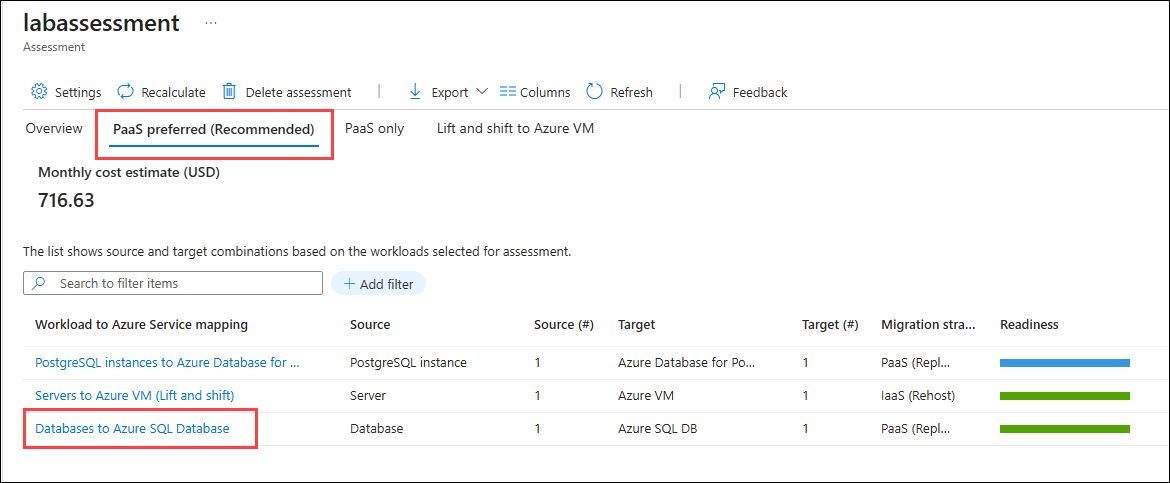 labassessment ...
Assessment
Settings Recalculate Delete assessment Export Columns Refresh Feedback
Overview PaaS preferred (Recommended) PaaS only Lift and shift to Azure VM
Monthly cost estimate (USD)
716.63
The list shows source and target combinations based on the workloads selected for assessment.
Search to filter items Add filter
Workload to Azure Service mapping Source Source (#) Target Target (#) Migration stra... Readiness
PostgreSQL instances to Azure Database for ... PostgreSQL instance 1 Azure Database for Po... 1 PaaS (Repl...
Servers to Azure VM (Lift and shift) Server 1 Azure VM 1 IaaS (Rehost)
Databases to Azure SQL Database Database 1 Azure SQL DB 1 PaaS (Repl...